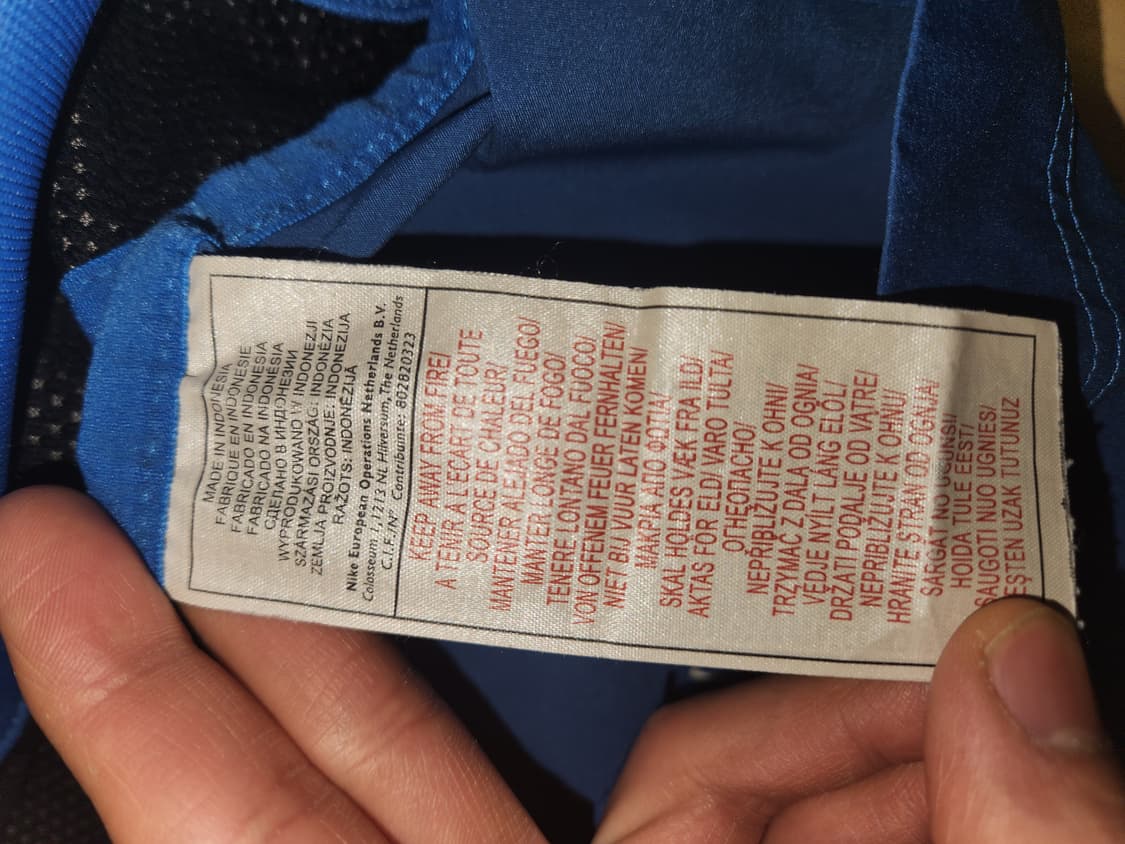 MADE IN INDONESIA
FABRIQUE EN INDONESIE
FABRICADO EN INDONESIA
FABRICADO NA INDONÉSIA
СДЕЛАНО В ИНДОНЕЗИИ
WYPRODUKOWANO W INDONEZJI
SZÁRMAZÁSI ORSZÁG: INDONÉZIA
ZEMLJA PROIZVODNJE: INDONEZIJA
RAŽOTS: INDONĒZIJĀ
Nike European Operations Netherlands B.V.
Colosseum 1, 1213 NL Hilversum, The Netherlands
C.I.F./Nº Contribuinte: 802820323
KEEP AWAY FROM FIRE/
A TENIR A L'ECART DE TOUTE
SOURCE DE CHALEUR/
MANTENER ALEJADO DEL FUEGO/
MANTER LONGE DE FOGO/
TENERE LONTANO DAL FUOCO/
VON OFFENEM FEUER FERNHALTEN/
NIET BIJ VUUR LATEN KOMEN/
ΜΑΚΡΙΑ ΑΠΟ ΦΩΤΙΑ/
SKAL HOLDES VÆK FRA ILD/
AKTAS FOR ELD/ VARO TULTA/
ОГНЕОПАСНО/
NEPŘIBLIŽUJTE K OHNI/
TRZYMAĆ Z DALA OD OGNIA/
VÉDJE NYÍLT LÁNG ELŐL/
DRŽATI PODALJE OD VATRE/
NEPRIBLIŽUJTE K OHŇU/
HRANITE STRAN OD OGNJA/
SARGĀT NO UGUNS/
HOIDA TULE EEST/
SAUGOTI NUO UGNIES/
UZAK TUTUNUZ